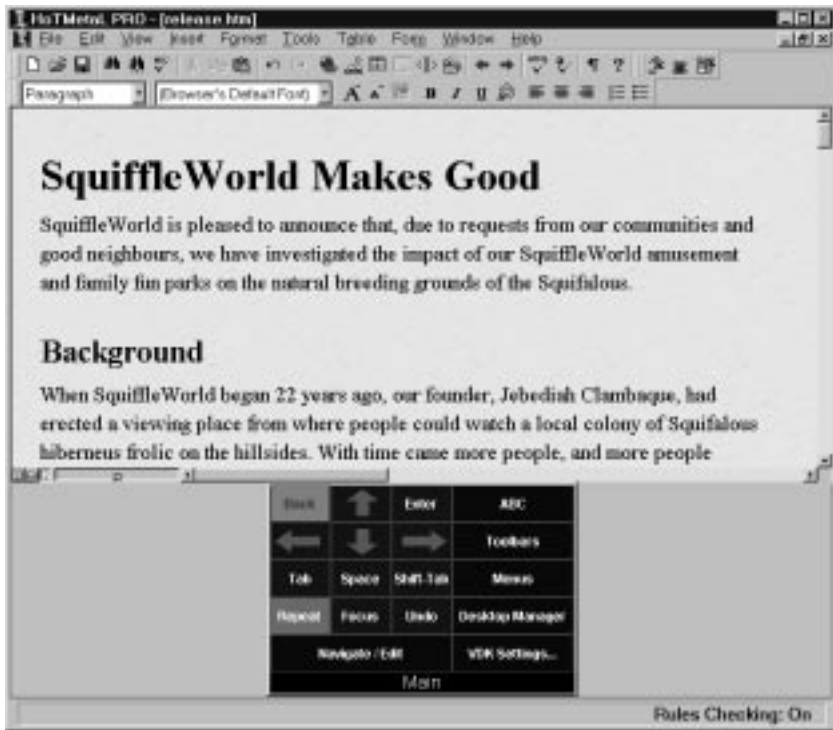 HoTMetaL PRO - [release.htm]
File Edit View Insert Format Tools Table Form Window Help
Paragraph (Browser's Default Font)
SquiffleWorld Makes Good
SquiffleWorld is pleased to announce that, due to requests from our communities and
good neighbours, we have investigated the impact of our SquiffleWorld amusement
and family fun parks on the natural breeding grounds of the Squifalous.
Background
When SquiffleWorld began 22 years ago, our founder, Jebediah Clambaque, had
erected a viewing place from where people could watch a local colony of Squifalous
hiberneus frolic on the hillsides. With time came more people, and more people
Back Enter ABC
Toolbars
Tab Space Shift-Tab Menus
Repeat Focus Undo Desktop Manager
Navigate / Edit VDK Settings...
Main
Rules Checking: On